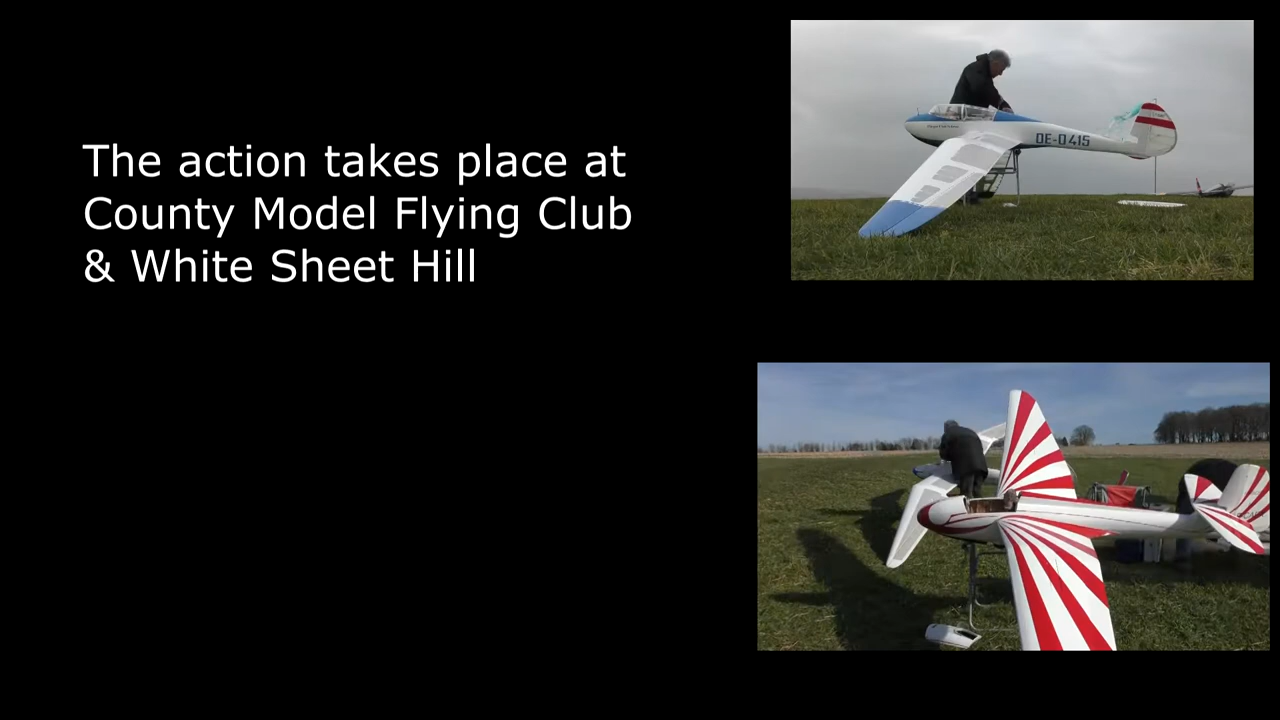 The action takes place at
County Model Flying Club
& White Sheet Hill
OE-0415